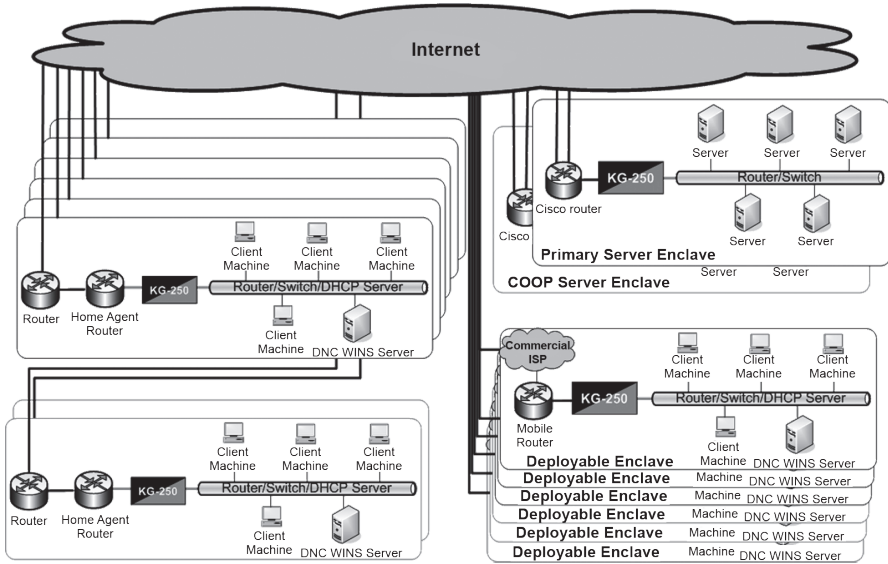 Internet
Client
Machine
Client
Machine
Client
Machine
Router/Switch/DHCP Server
KG-250
Router
Home Agent
Router
Client
Machine
DNC WINS Server
Client
Machine
Client
Machine
Client
Machine
Router/Switch/DHCP Server
KG-250
Router
Home Agent
Router
Client
Machine
DNC WINS Server
Server
Server
Server
KG-250
Router/Switch
Cisco router
Cisco
Server
Server
Primary Server Enclave
Server
Server
COOP Server Enclave
Commercial
ISP
Client
Machine
Client
Machine
Client
Machine
KG-250
Router/Switch/DHCP Server
Mobile
Router
Client
Machine
DNC WINS Server
Deployable Enclave
Deployable Enclave
Machine
DNC WINS Server
Deployable Enclave
Machine
DNC WINS Server
Deployable Enclave
Machine
DNC WINS Server
Deployable Enclave
Machine
DNC WINS Server
Deployable Enclave
Machine
DNC WINS Server